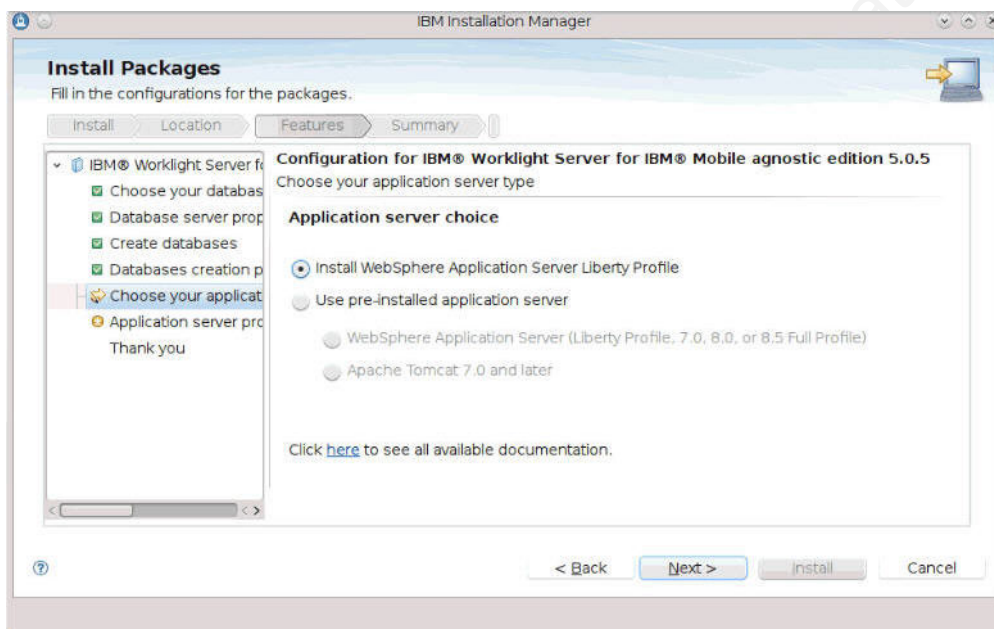 IBM Installation Manager
Install Packages
Fill in the configurations for the packages.
Install Location Features Summary
IBM® Worklight Server fo
Choose your databas
Database server prop
Create databases
Databases creation p
Choose your applicat
Application server pro
Thank you
Configuration for IBM® Worklight Server for IBM® Mobile agnostic edition 5.0.5
Choose your application server type
Application server choice
Install WebSphere Application Server Liberty Profile
Use pre-installed application server
WebSphere Application Server (Liberty Profile, 7.0, 8.0, or 8.5 Full Profile)
Apache Tomcat 7.0 and later
Click here to see all available documentation.
< Back Next > Install Cancel